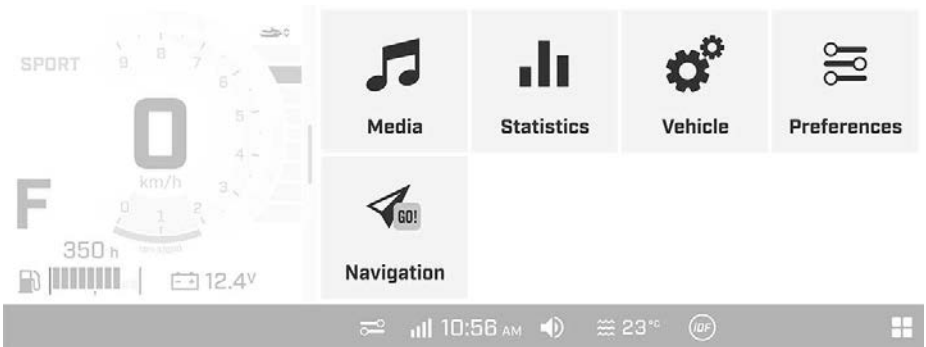 SPORT
9 8 7
6
5
4
3
0 1 2
0
km/h
F
350 h
12.4V
Media
Statistics
Vehicle
Preferences
GO!
Navigation
10:56 AM
23°C
iDF